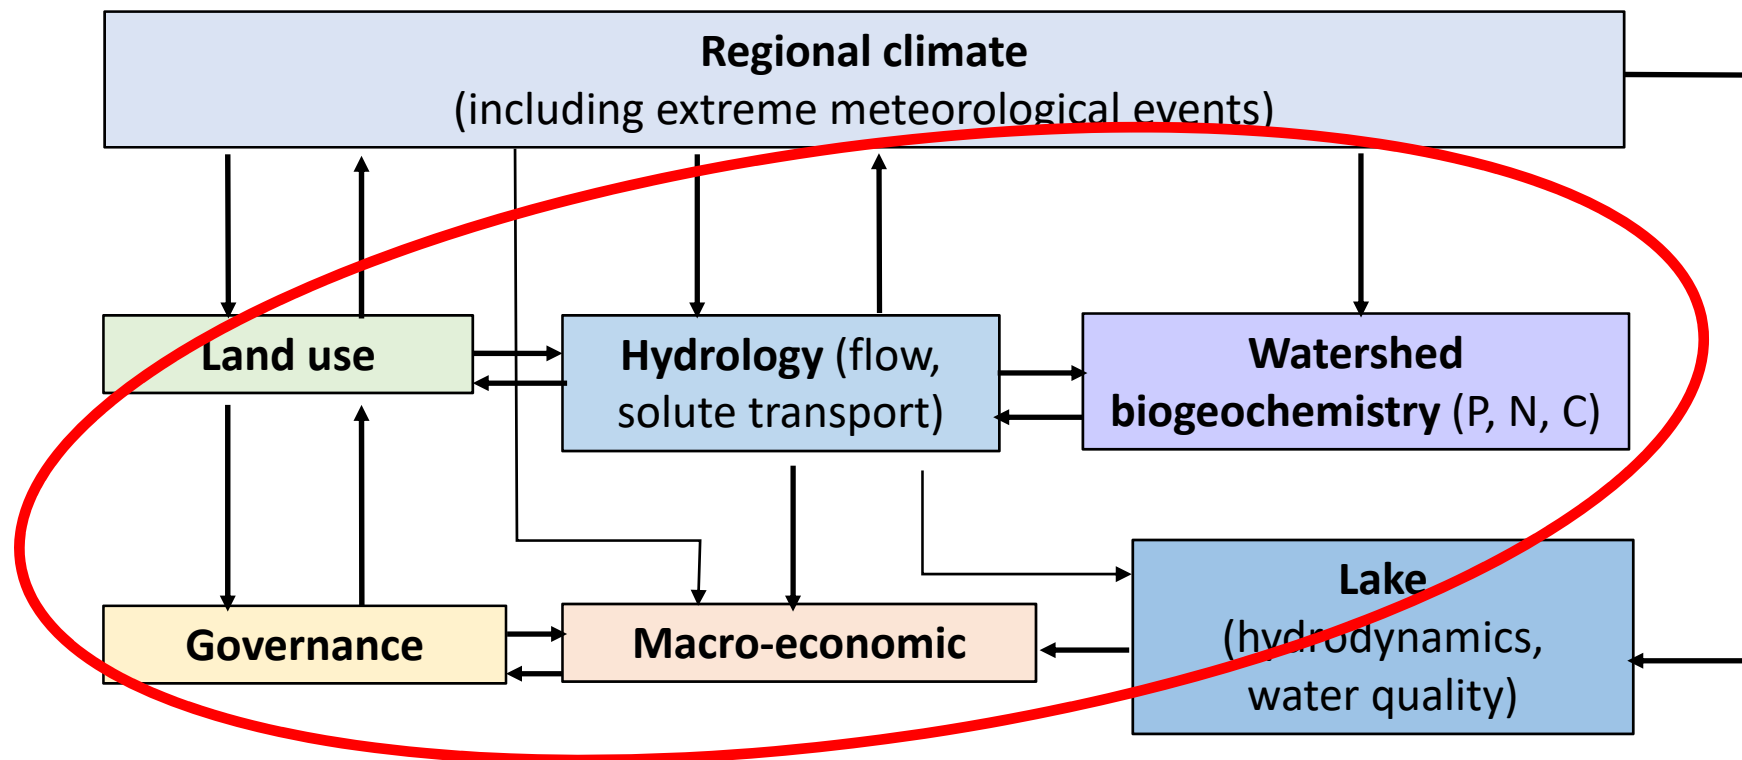 Regional climate
(including extreme meteorological events)
Land use
Hydrology (flow,
solute transport)
Watershed
biogeochemistry (P, N, C)
Governance
Macro-economic
Lake
(hydrodynamics,
water quality)